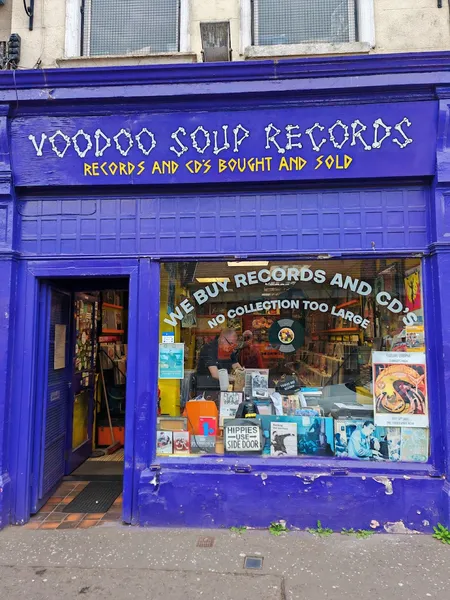 VOODOO SOUP RECORDS
RECORDS AND CD'S BOUGHT AND SOLD
WE BUY RECORDS AND CD'S
NO COLLECTION TOO LARGE
HIPPIES
USE
SIDE DOOR